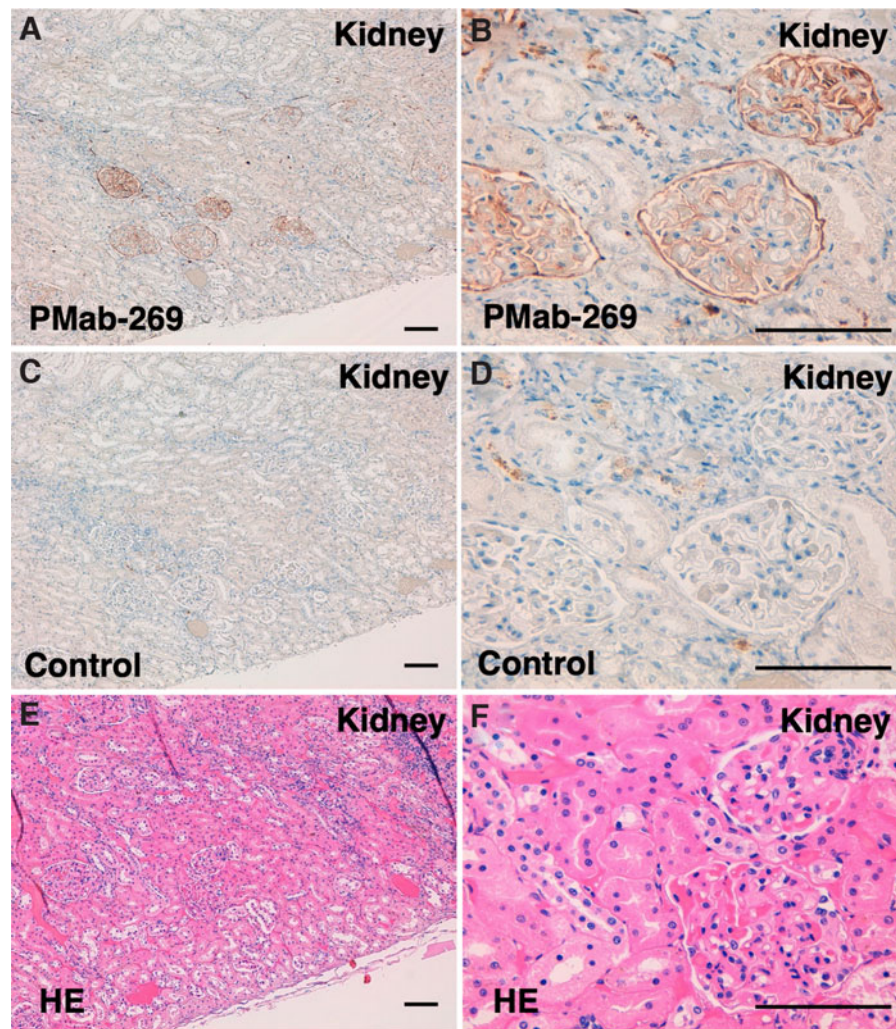 A Kidney
PMab-269
B Kidney
PMab-269
C Kidney
Control
D Kidney
Control
E Kidney
HE
F Kidney
HE